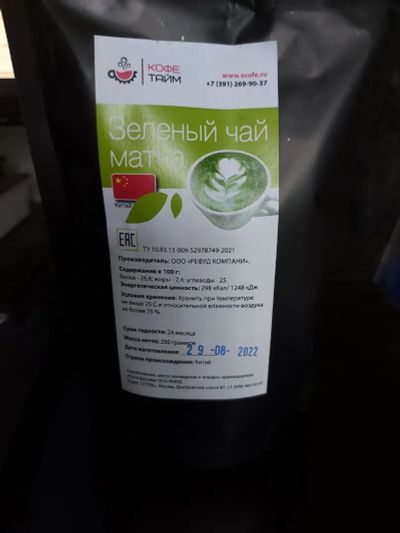 КОФЕ
ТАЙМ
www.vcofe.ru
+7 (391) 269-90-37
Зеленый чай
матча
КИТАЙ
EAC
ТУ 10.83.13-009-52978749-2021
Производитель: ООО «РЕФУД КОМПАНИ».
Содержание в 100 г:
Белки - 26,8; жиры - 2,4; углеводы - 25.
Энергетическая ценность: 298 кКал/ 1248 кДж
Условия хранения: Хранить при температуре
не выше 25 С и относительной влажности воздуха
не более 75 %.
Срок годности: 24 месяца
Масса нетто: 250 граммов
Дата изготовления: 29-08-2022
Страна происхождения: Китай